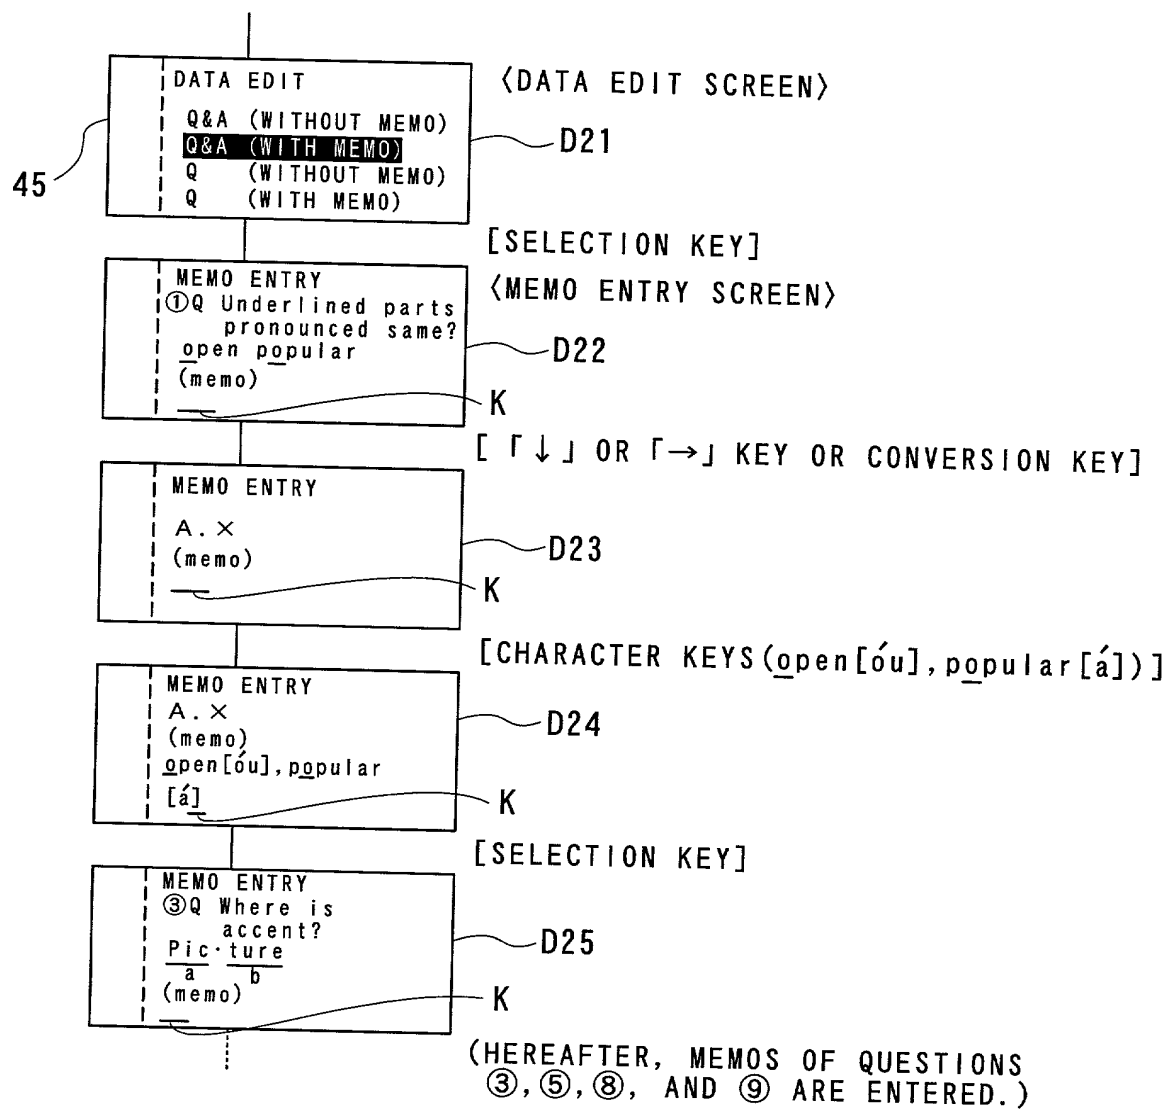 DATA EDIT
〈DATA EDIT SCREEN〉
Q&A (WITHOUT MEMO)
Q&A (WITH MEMO)
Q (WITHOUT MEMO)
Q (WITH MEMO)
D21
45
[SELECTION KEY]
MEMO ENTRY
〈MEMO ENTRY SCREEN〉
①Q Underlined parts
pronounced same?
open popular
(memo)
D22
K
[「↓」OR「→」KEY OR CONVERSION KEY]
MEMO ENTRY
A.×
(memo)
D23
K
[CHARACTER KEYS(open[óu],popular[á])]
MEMO ENTRY
A.×
(memo)
open[óu],popular
[á]
D24
K
[SELECTION KEY]
MEMO ENTRY
③Q Where is
accent?
Pic·ture
a b
(memo)
D25
K
(HEREAFTER, MEMOS OF QUESTIONS
③,⑤,⑧, AND ⑨ ARE ENTERED.)